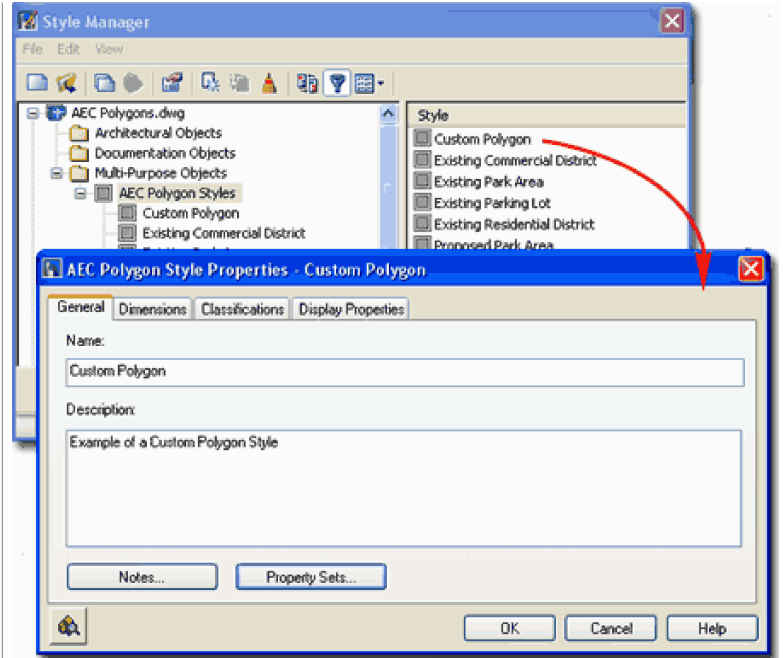 Style Manager
File Edit View
AEC Polygons.dwg
Architectural Objects
Documentation Objects
Multi-Purpose Objects
AEC Polygon Styles
Custom Polygon
Existing Commercial District
Style
Custom Polygon
Existing Commercial District
Existing Park Area
Existing Parking Lot
Existing Residential District
Proposed Park Area
AEC Polygon Style Properties - Custom Polygon
General Dimensions Classifications Display Properties
Name:
Custom Polygon
Description:
Example of a Custom Polygon Style
Notes... Property Sets...
OK Cancel Help